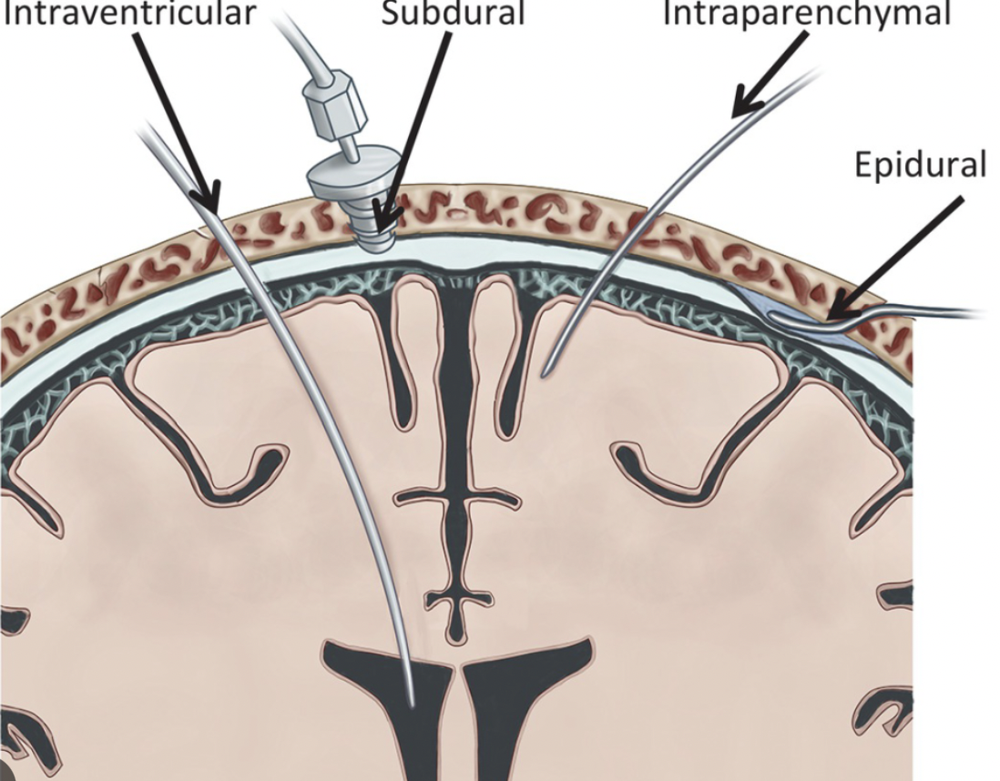 Intraventricular
Subdural
Intraparenchymal
Epidural